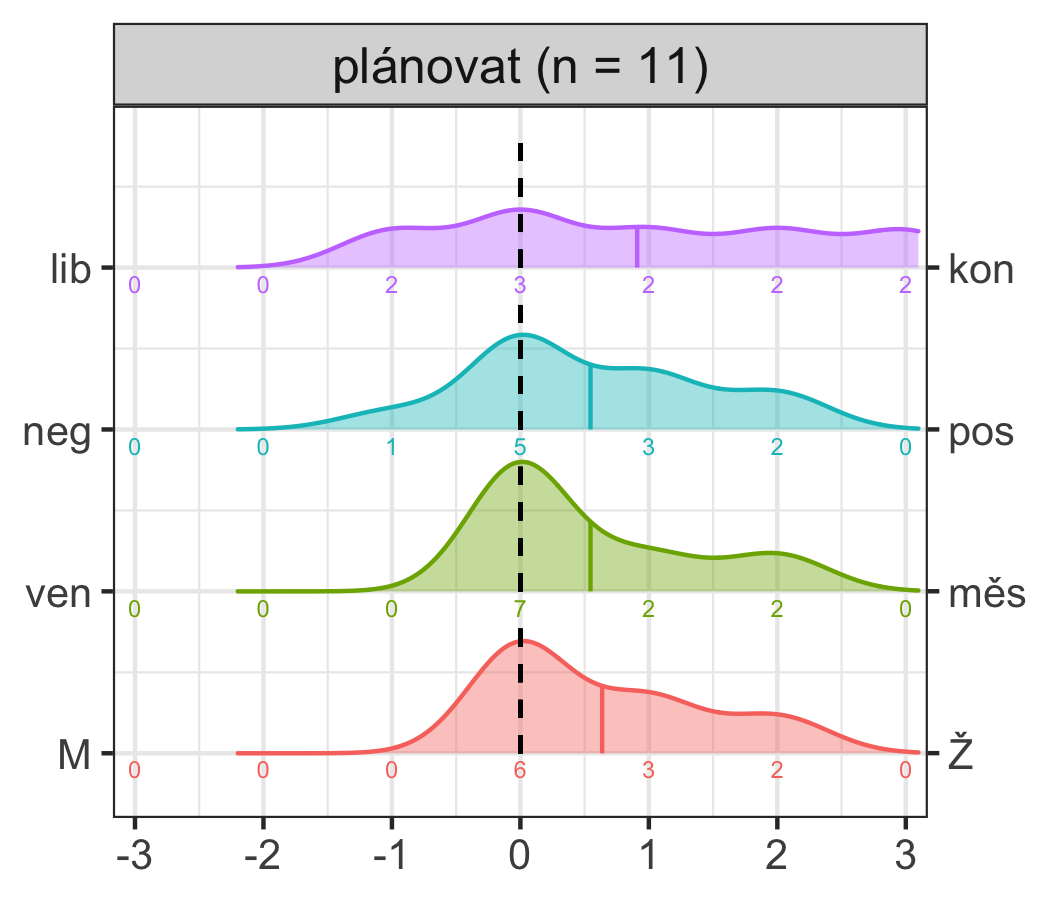 plánovat (n = 11)
lib kon
0 0 2 3 2 2 2
neg pos
0 0 1 5 3 2 0
ven měs
0 0 0 7 2 2 0
M Ž
0 0 0 6 3 2 0
-3 -2 -1 0 1 2 3